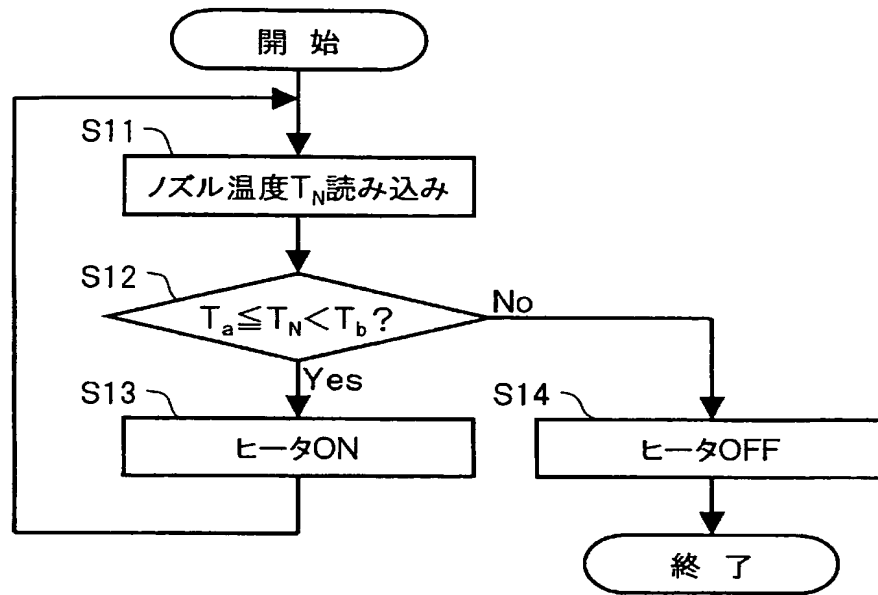 開 始
S11
ノズル温度T_N読み込み
S12
T_a≦T_N<T_b?
No
Yes
S13
ヒータON
S14
ヒータOFF
終 了